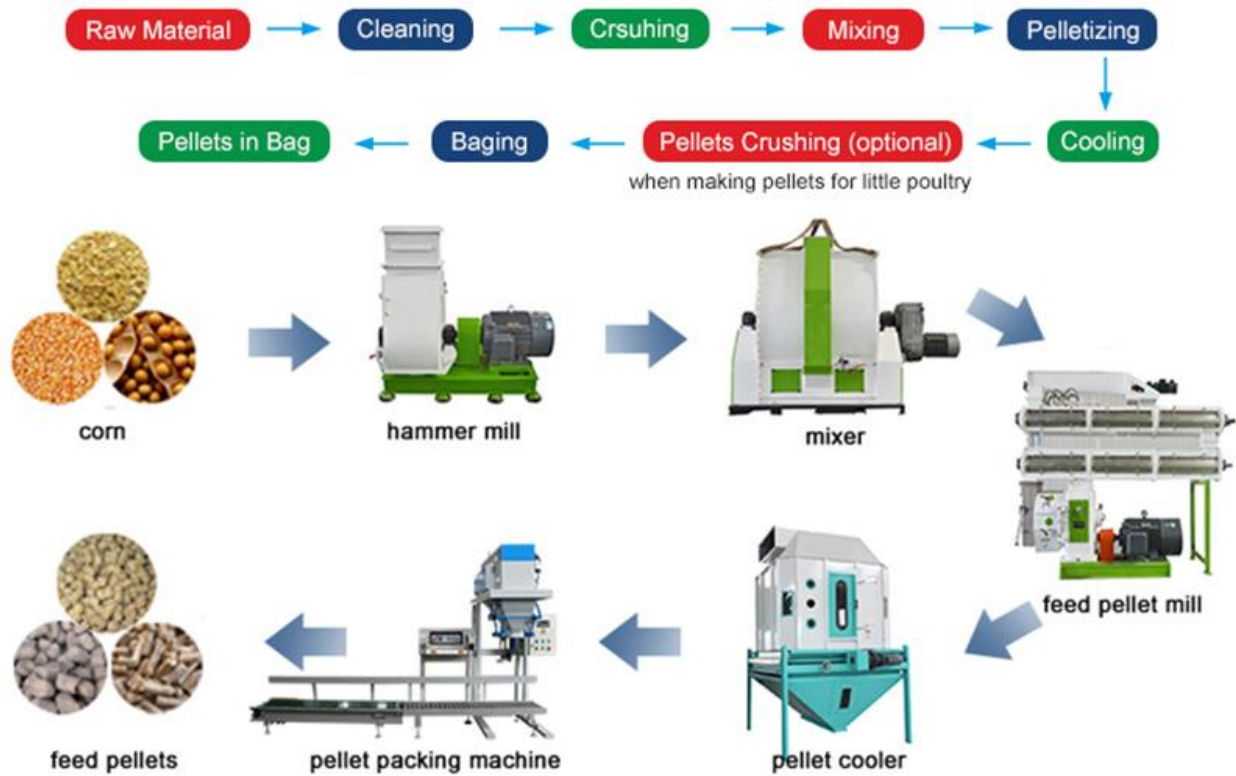 Raw Material
Cleaning
Crsuhing
Mixing
Pelletizing
Pellets in Bag
Baging
Pellets Crushing (optional)
Cooling
when making pellets for little poultry
corn
hammer mill
mixer
feed pellet mill
feed pellets
pellet packing machine
pellet cooler